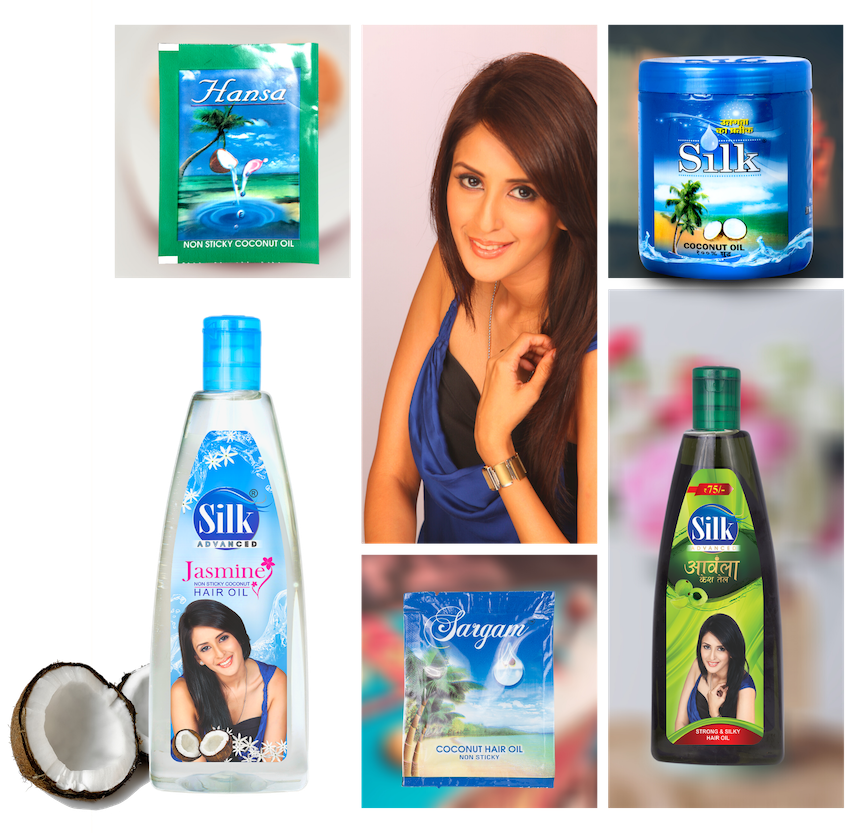 Hansa
NON STICKY COCONUT OIL
Silk
COCONUT OIL
Silk
®
ADVANCED
Jasmine
NON STICKY COCONUT
HAIR OIL
Sargam
COCONUT HAIR OIL
NON STICKY
₹75/-
Silk
ADVANCED
आवंला
केश तेल
STRONG & SILKY
HAIR OIL